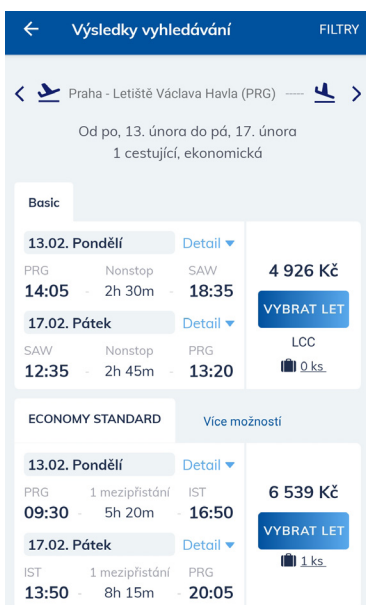 Výsledky vyhledávání FILTRY
Praha - Letiště Václava Havla (PRG)
Od po, 13. února do pá, 17. února
1 cestující, ekonomická
Basic
13.02. Pondělí Detail
PRG Nonstop SAW
14:05 - 2h 30m - 18:35
4 926 Kč
VYBRAT LET
LCC
0 ks
17.02. Pátek Detail
SAW Nonstop PRG
12:35 - 2h 45m - 13:20
ECONOMY STANDARD Více možností
13.02. Pondělí Detail
PRG 1 mezipřistání IST
09:30 - 5h 20m - 16:50
6 539 Kč
VYBRAT LET
1 ks
17.02. Pátek Detail
IST 1 mezipřistání PRG
13:50 - 8h 15m - 20:05